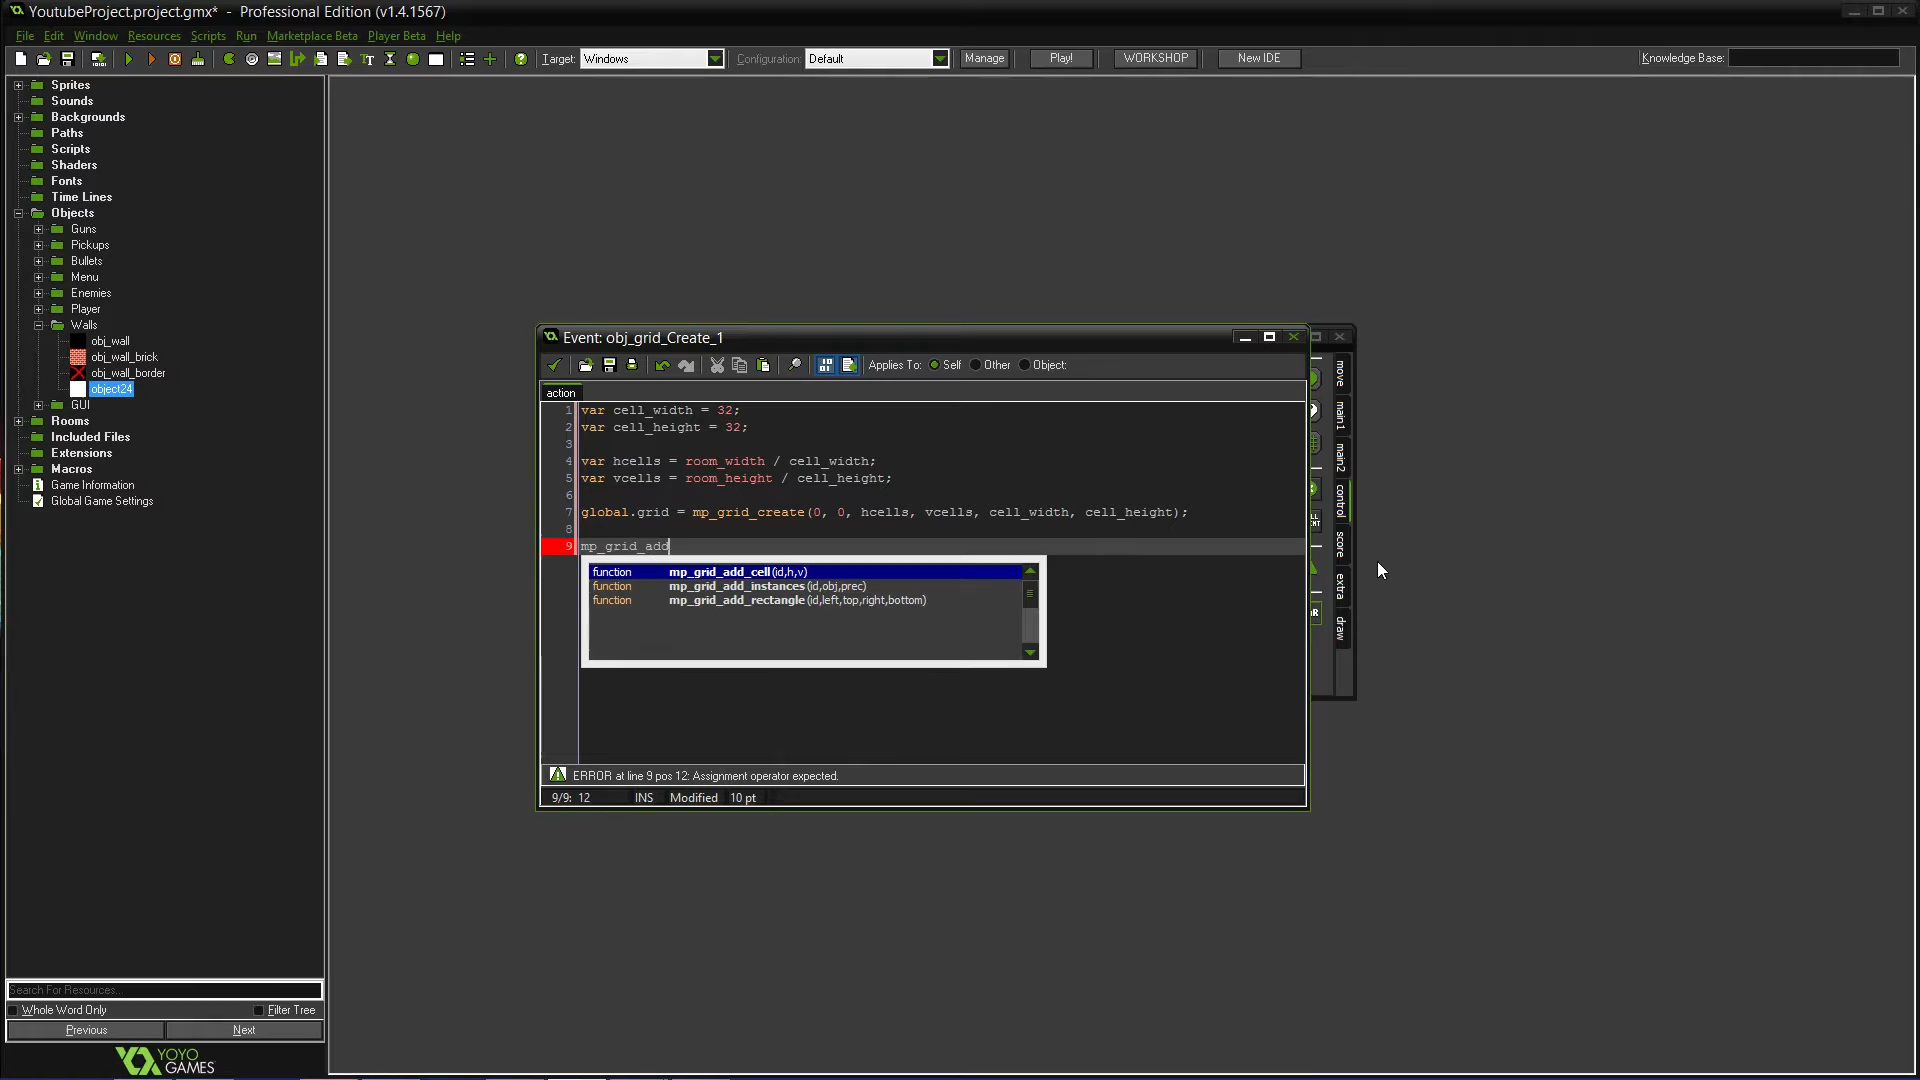 YoutubeProject.project.gmx* - Professional Edition (v1.4.1567)
File Edit Window Resources Scripts Run Marketplace Beta Player Beta Help
Target: Windows Configuration: Default Manage Play! WORKSHOP New IDE Knowledge Base:
Sprites
Sounds
Backgrounds
Paths
Scripts
Shaders
Fonts
Time Lines
Objects
Guns
Pickups
Bullets
Menu
Enemies
Player
Walls
obj_wall
obj_wall_brick
obj_wall_border
object24
GUI
Rooms
Included Files
Extensions
Macros
Game Information
Global Game Settings
Search For Resources...
Whole Word Only Filter Tree
Previous Next
YOYO
GAMES
Event: obj_grid_Create_1
Applies To: Self Other Object:
action
1 var cell_width = 32;
2 var cell_height = 32;
3
4 var hcells = room_width / cell_width;
5 var vcells = room_height / cell_height;
6
7 global.grid = mp_grid_create(0, 0, hcells, vcells, cell_width, cell_height);
8
9 mp_grid_add
function mp_grid_add_cell(id,h,v)
function mp_grid_add_instances(id,obj,prec)
function mp_grid_add_rectangle(id,left,top,right,bottom)
ERROR at line 9 pos 12: Assignment operator expected.
9/9: 12 INS Modified 10 pt
move
main1
main2
control
score
extra
draw